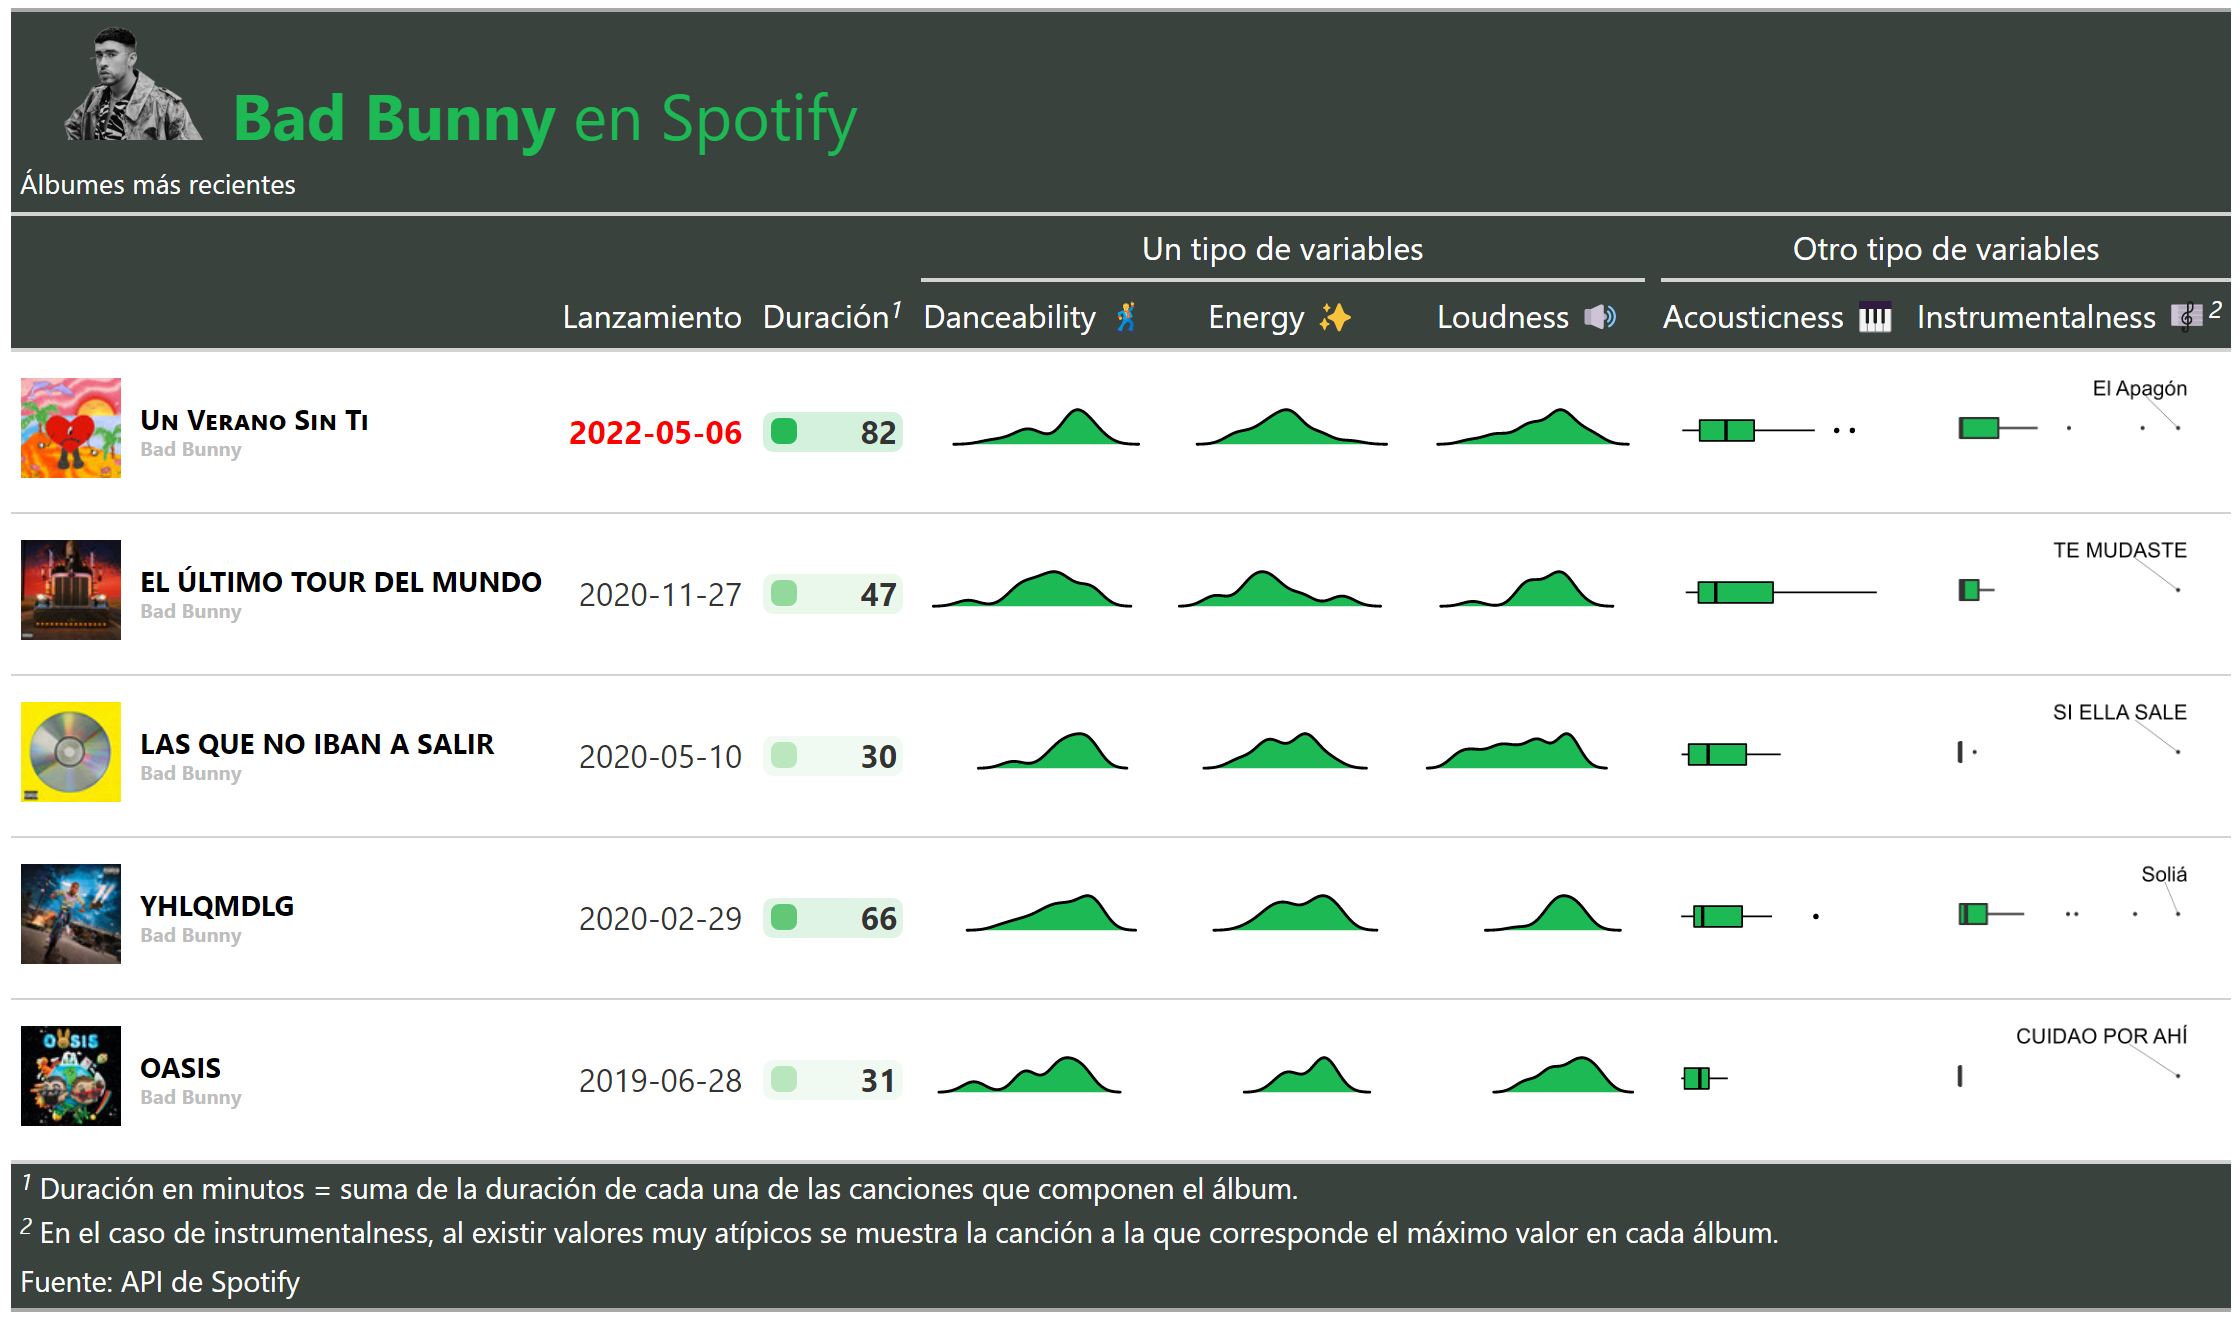 Bad Bunny en Spotify
Álbumes más recientes
Un tipo de variables Otro tipo de variables
Lanzamiento Duración1 Danceability 🕺 Energy ✨ Loudness 🔊 Acousticness 🎹 Instrumentalness 🎼 2
Un Verano Sin Ti
Bad Bunny
2022-05-06 82
El Apagón
EL ÚLTIMO TOUR DEL MUNDO
Bad Bunny
2020-11-27 47
TE MUDASTE
LAS QUE NO IBAN A SALIR
Bad Bunny
2020-05-10 30
SI ELLA SALE
YHLQMDLG
Bad Bunny
2020-02-29 66
Soliá
OASIS
OASIS
Bad Bunny
2019-06-28 31
CUIDAO POR AHÍ
1 Duración en minutos = suma de la duración de cada una de las canciones que componen el álbum.
2 En el caso de instrumentalness, al existir valores muy atípicos se muestra la canción a la que corresponde el máximo valor en cada álbum.
Fuente: API de Spotify